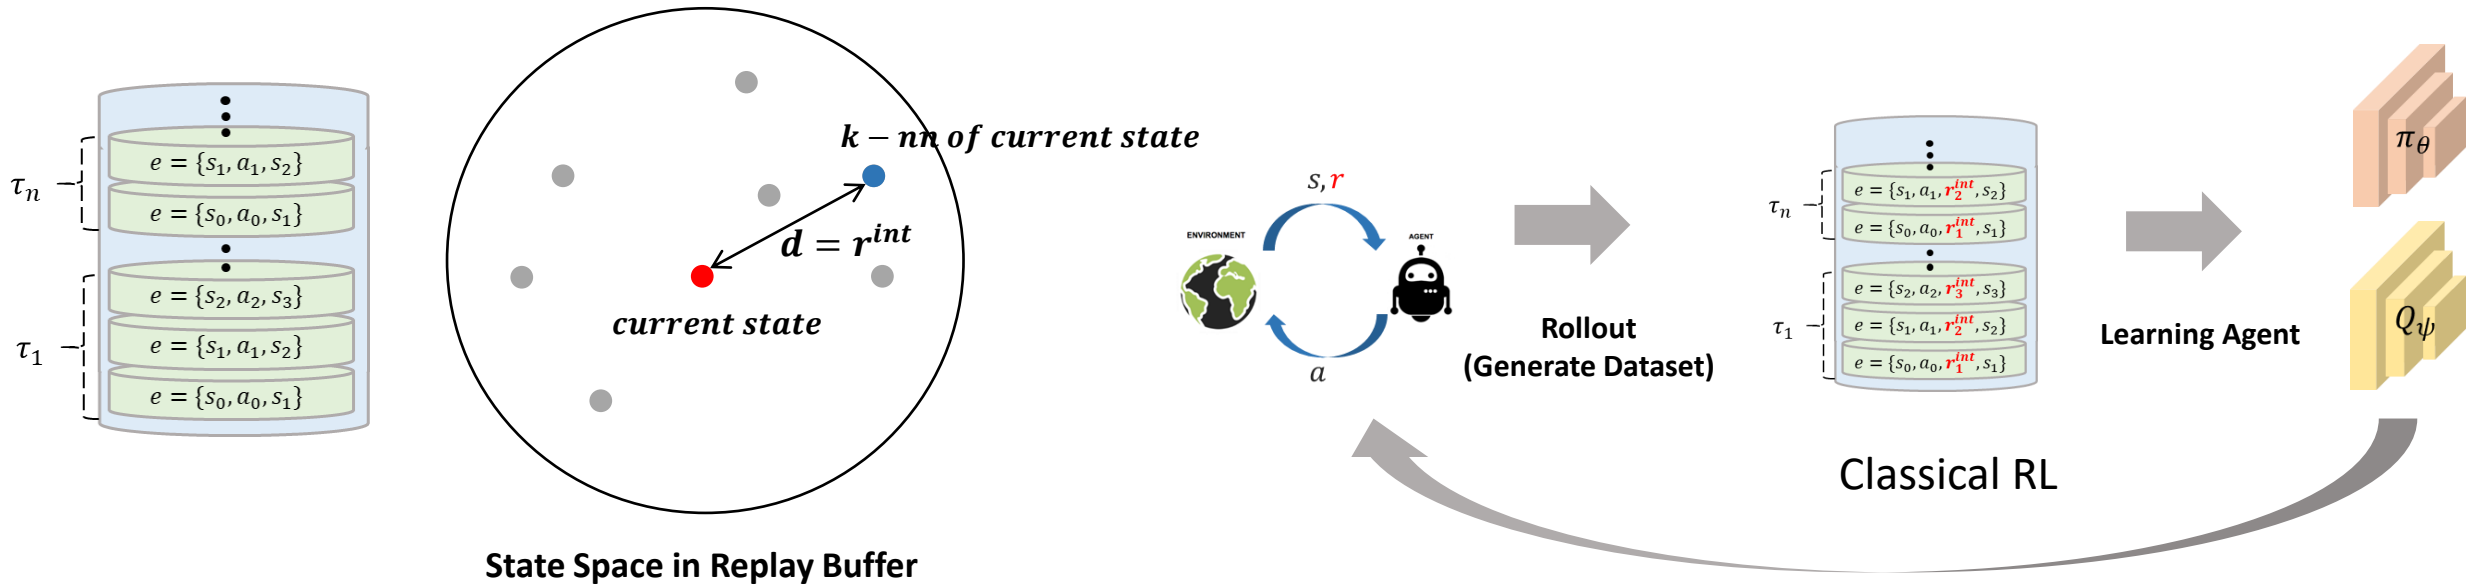 τₙ
e = {s₁, a₁, s₂}
e = {s₀, a₀, s₁}
τ₁
e = {s₂, a₂, s₃}
e = {s₁, a₁, s₂}
e = {s₀, a₀, s₁}
k − nn of current state
d = r^{int}
current state
State Space in Replay Buffer
s, r
ENVIRONMENT
AGENT
a
Rollout
(Generate Dataset)
τₙ
e = {s₁, a₁, r₂^{int}, s₂}
e = {s₀, a₀, r₁^{int}, s₁}
τ₁
e = {s₂, a₂, r₃^{int}, s₃}
e = {s₁, a₁, r₂^{int}, s₂}
e = {s₀, a₀, r₁^{int}, s₁}
Learning Agent
π_θ
Q_ψ
Classical RL